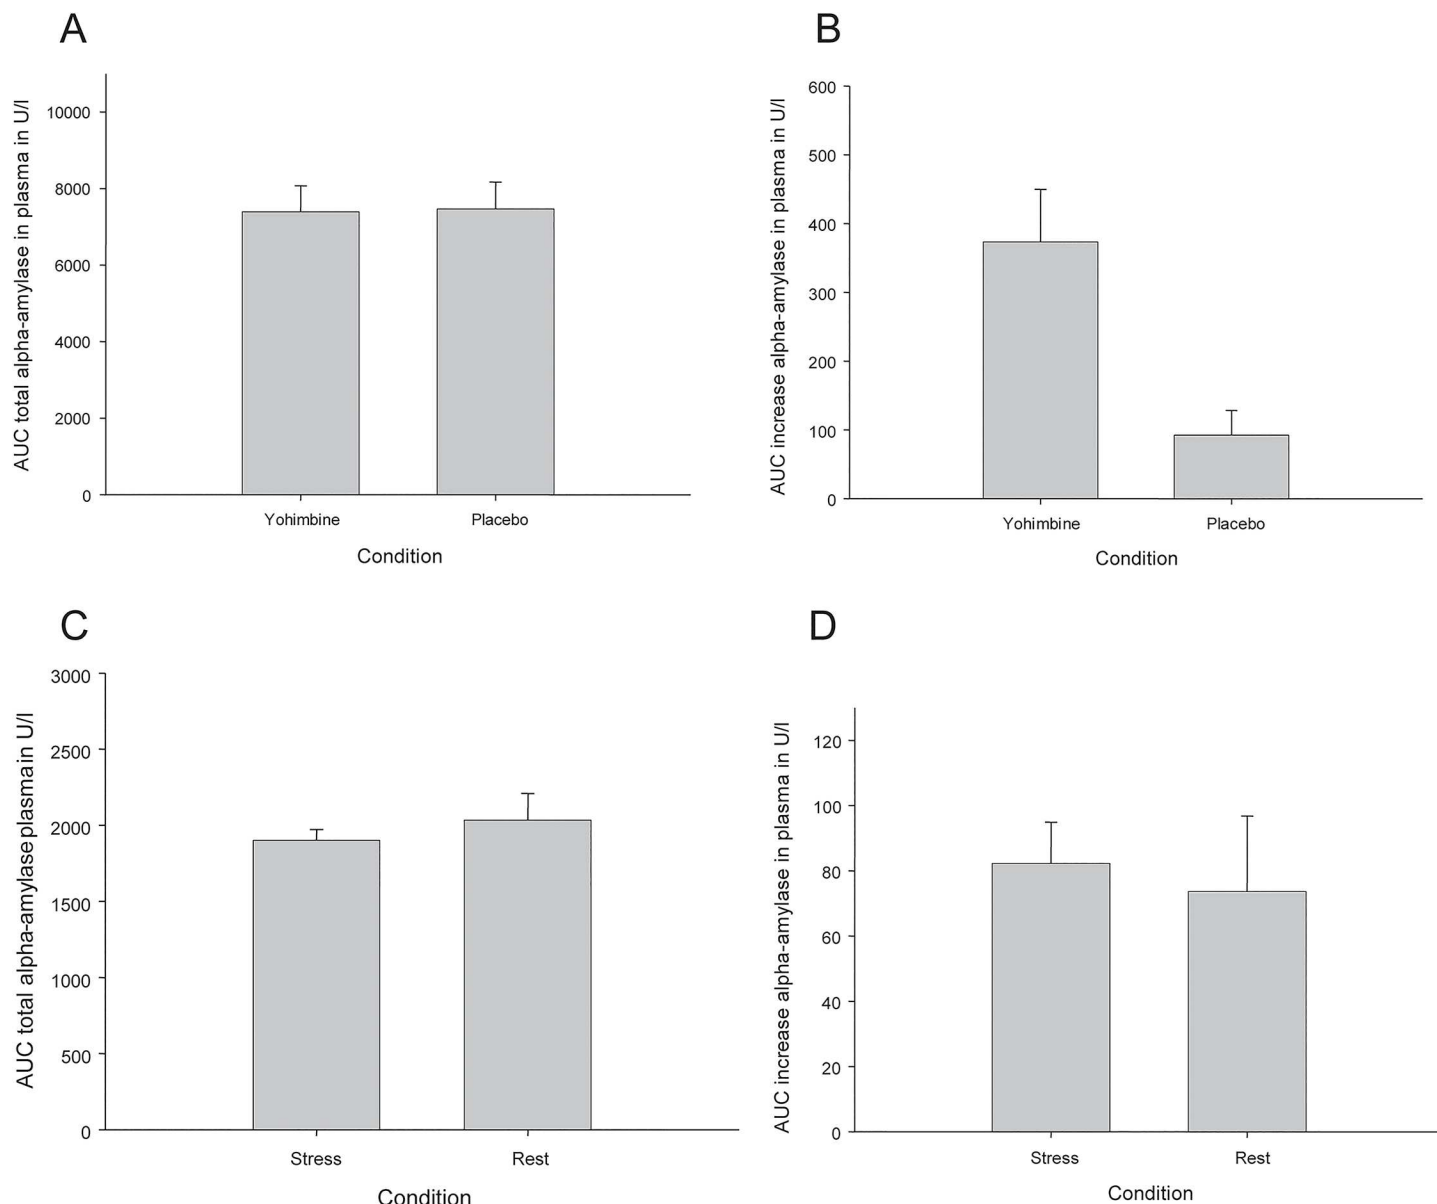 A
AUC total alpha-amylase in plasma in U/l
10000
8000
6000
4000
2000
0
Yohimbine Placebo
Condition
B
AUC increase alpha-amylase in plasma in U/l
600
500
400
300
200
100
0
Yohimbine Placebo
Condition
C
AUC total alpha-amylase plasma in U/l
3000
2500
2000
1500
1000
500
0
Stress Rest
Condition
D
AUC increase alpha-amylase in plasma in U/l
120
100
80
60
40
20
0
Stress Rest
Condition